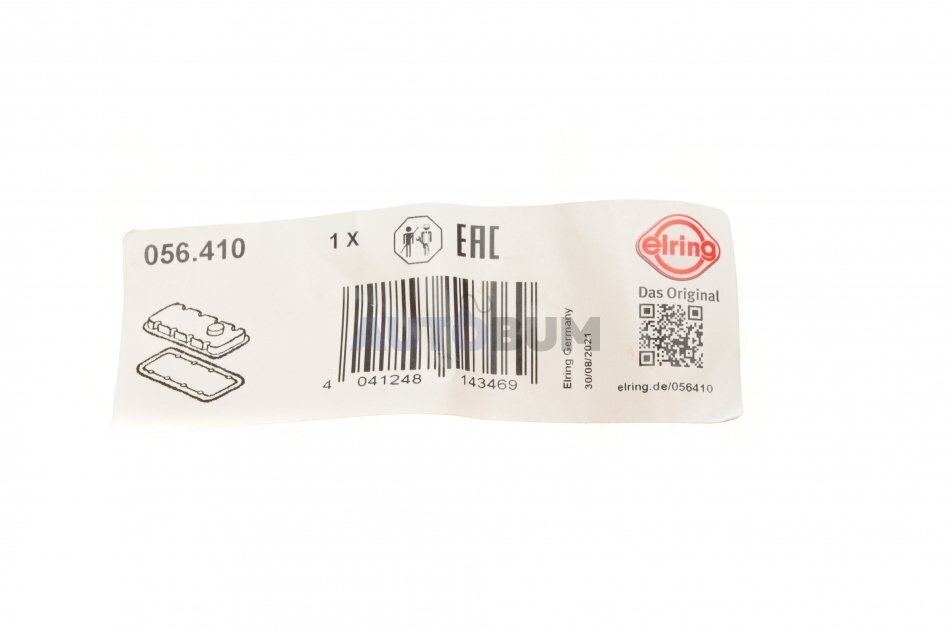 056.410
1 X
EAC
elring
Das Original
elring.de/056410
Elring Germany
30/08/2021
4 041248 143469
AUTOBUM